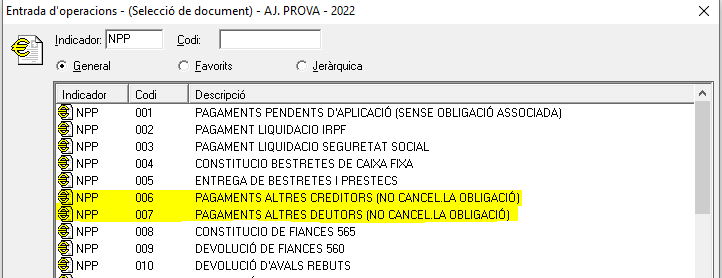 Entrada d'operacions - (Selecció de document) - AJ. PROVA - 2022
Indicador: NPP Codi:
General Favorits Jeràrquica
Indicador Codi Descripció
NPP 001 PAGAMENTS PENDENTS D'APLICACIÓ (SENSE OBLIGACIÓ ASSOCIADA)
NPP 002 PAGAMENT LIQUIDACIO IRPF
NPP 003 PAGAMENT LIQUIDACIO SEGURETAT SOCIAL
NPP 004 CONSTITUCIO BESTRETES DE CAIXA FIXA
NPP 005 ENTREGA DE BESTRETES I PRESTECS
NPP 006 PAGAMENTS ALTRES CREDITORS (NO CANCEL.LA OBLIGACIÓ)
NPP 007 PAGAMENTS ALTRES DEUTORS (NO CANCEL.LA OBLIGACIÓ)
NPP 008 CONSTITUCIO DE FIANCES 565
NPP 009 DEVOLUCIÓ DE FIANCES 560
NPP 010 DEVOLUCIÓ D'AVALS REBUTS